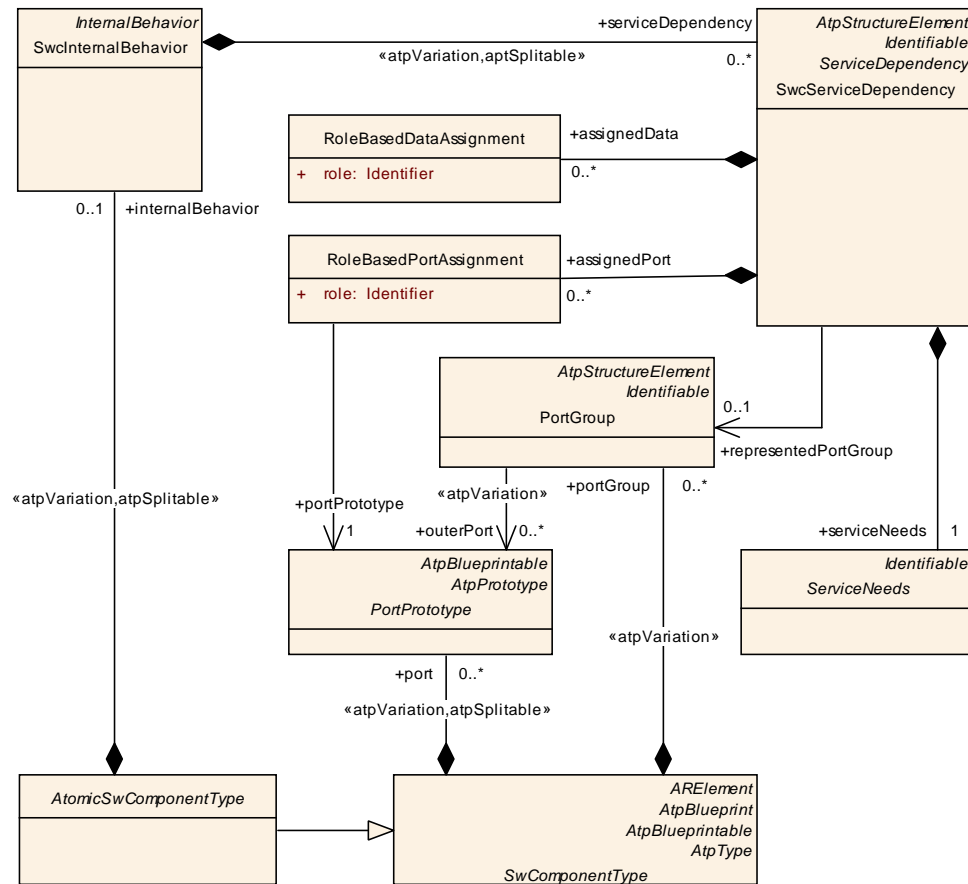 InternalBehavior
SwcInternalBehavior
+serviceDependency
«atpVariation,aptSplitable»
0..*
AtpStructureElement
Identifiable
ServiceDependency
SwcServiceDependency
RoleBasedDataAssignment
+ role: Identifier
+assignedData
0..*
0..1
+internalBehavior
RoleBasedPortAssignment
+ role: Identifier
+assignedPort
0..*
AtpStructureElement
Identifiable
PortGroup
0..1
+representedPortGroup
«atpVariation,atpSplitable»
«atpVariation»
+portGroup
0..*
+portPrototype
1
+outerPort
0..*
+serviceNeeds
1
AtpBlueprintable
AtpPrototype
PortPrototype
Identifiable
ServiceNeeds
«atpVariation»
+port
0..*
«atpVariation,atpSplitable»
AtomicSwComponentType
ARElement
AtpBlueprint
AtpBlueprintable
AtpType
SwComponentType